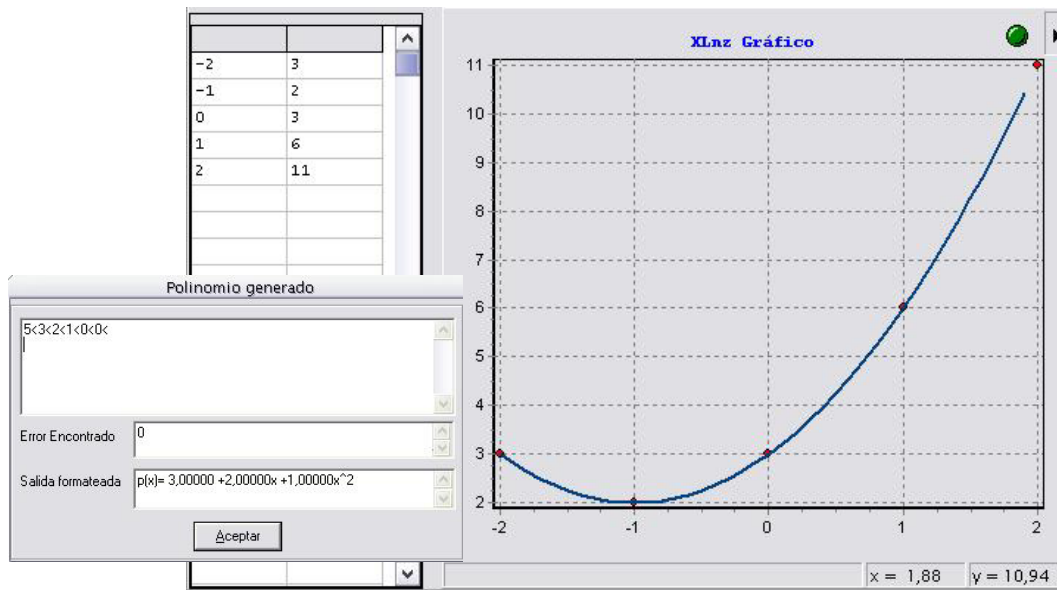 -2 3
-1 2
0 3
1 6
2 11
XLnz Gráfico
11
10
9
8
7
6
5
4
3
2
-2 -1 0 1 2
x = 1,88 y = 10,94
Polinomio generado
5<3<2<1<0<0<
Error Encontrado 0
Salida formateada p(x)= 3,00000 +2,00000x +1,00000x^2
Aceptar